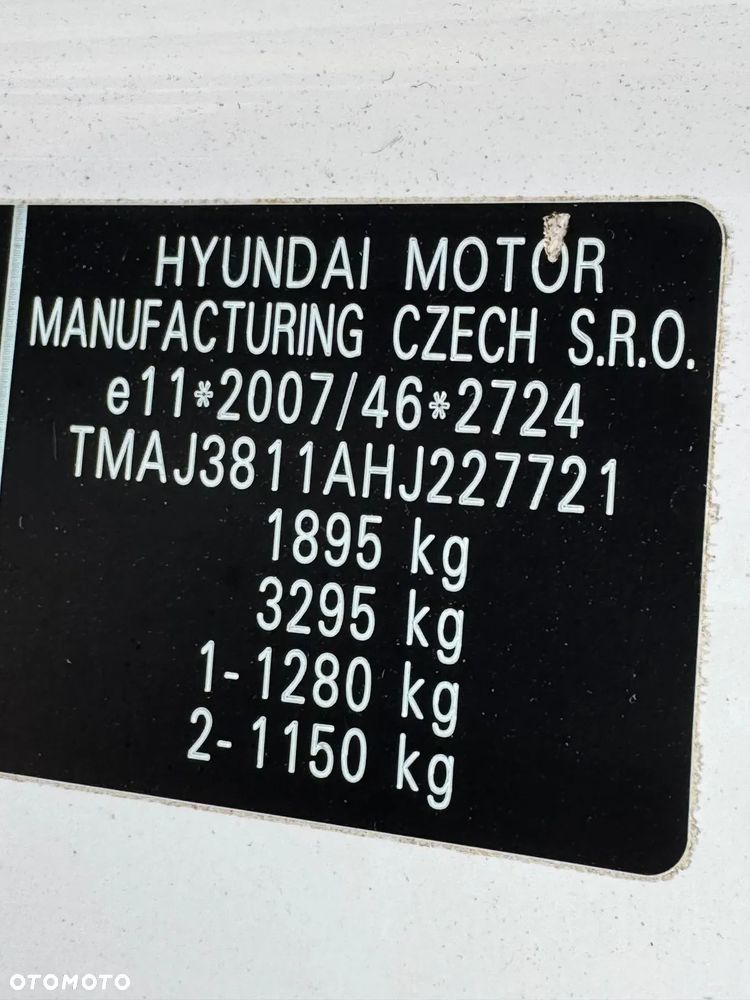 HYUNDAI MOTOR
MANUFACTURING CZECH S.R.O.
e11*2007/46*2724
TMAJ3811AHJ227721
1895 kg
3295 kg
1-1280 kg
2-1150 kg
OTOMOTO